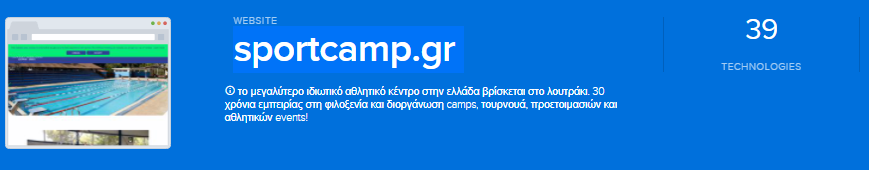 WEBSITE
sportcamp.gr
39
TECHNOLOGIES
το μεγαλύτερο ιδιωτικό αθλητικό κέντρο στην ελλάδα βρίσκεται στο λουτράκι. 30
χρόνια εμπειρίας στη φιλοξενία και διοργάνωση camps, τουρνουά, προετοιμασιών και
αθλητικών events!